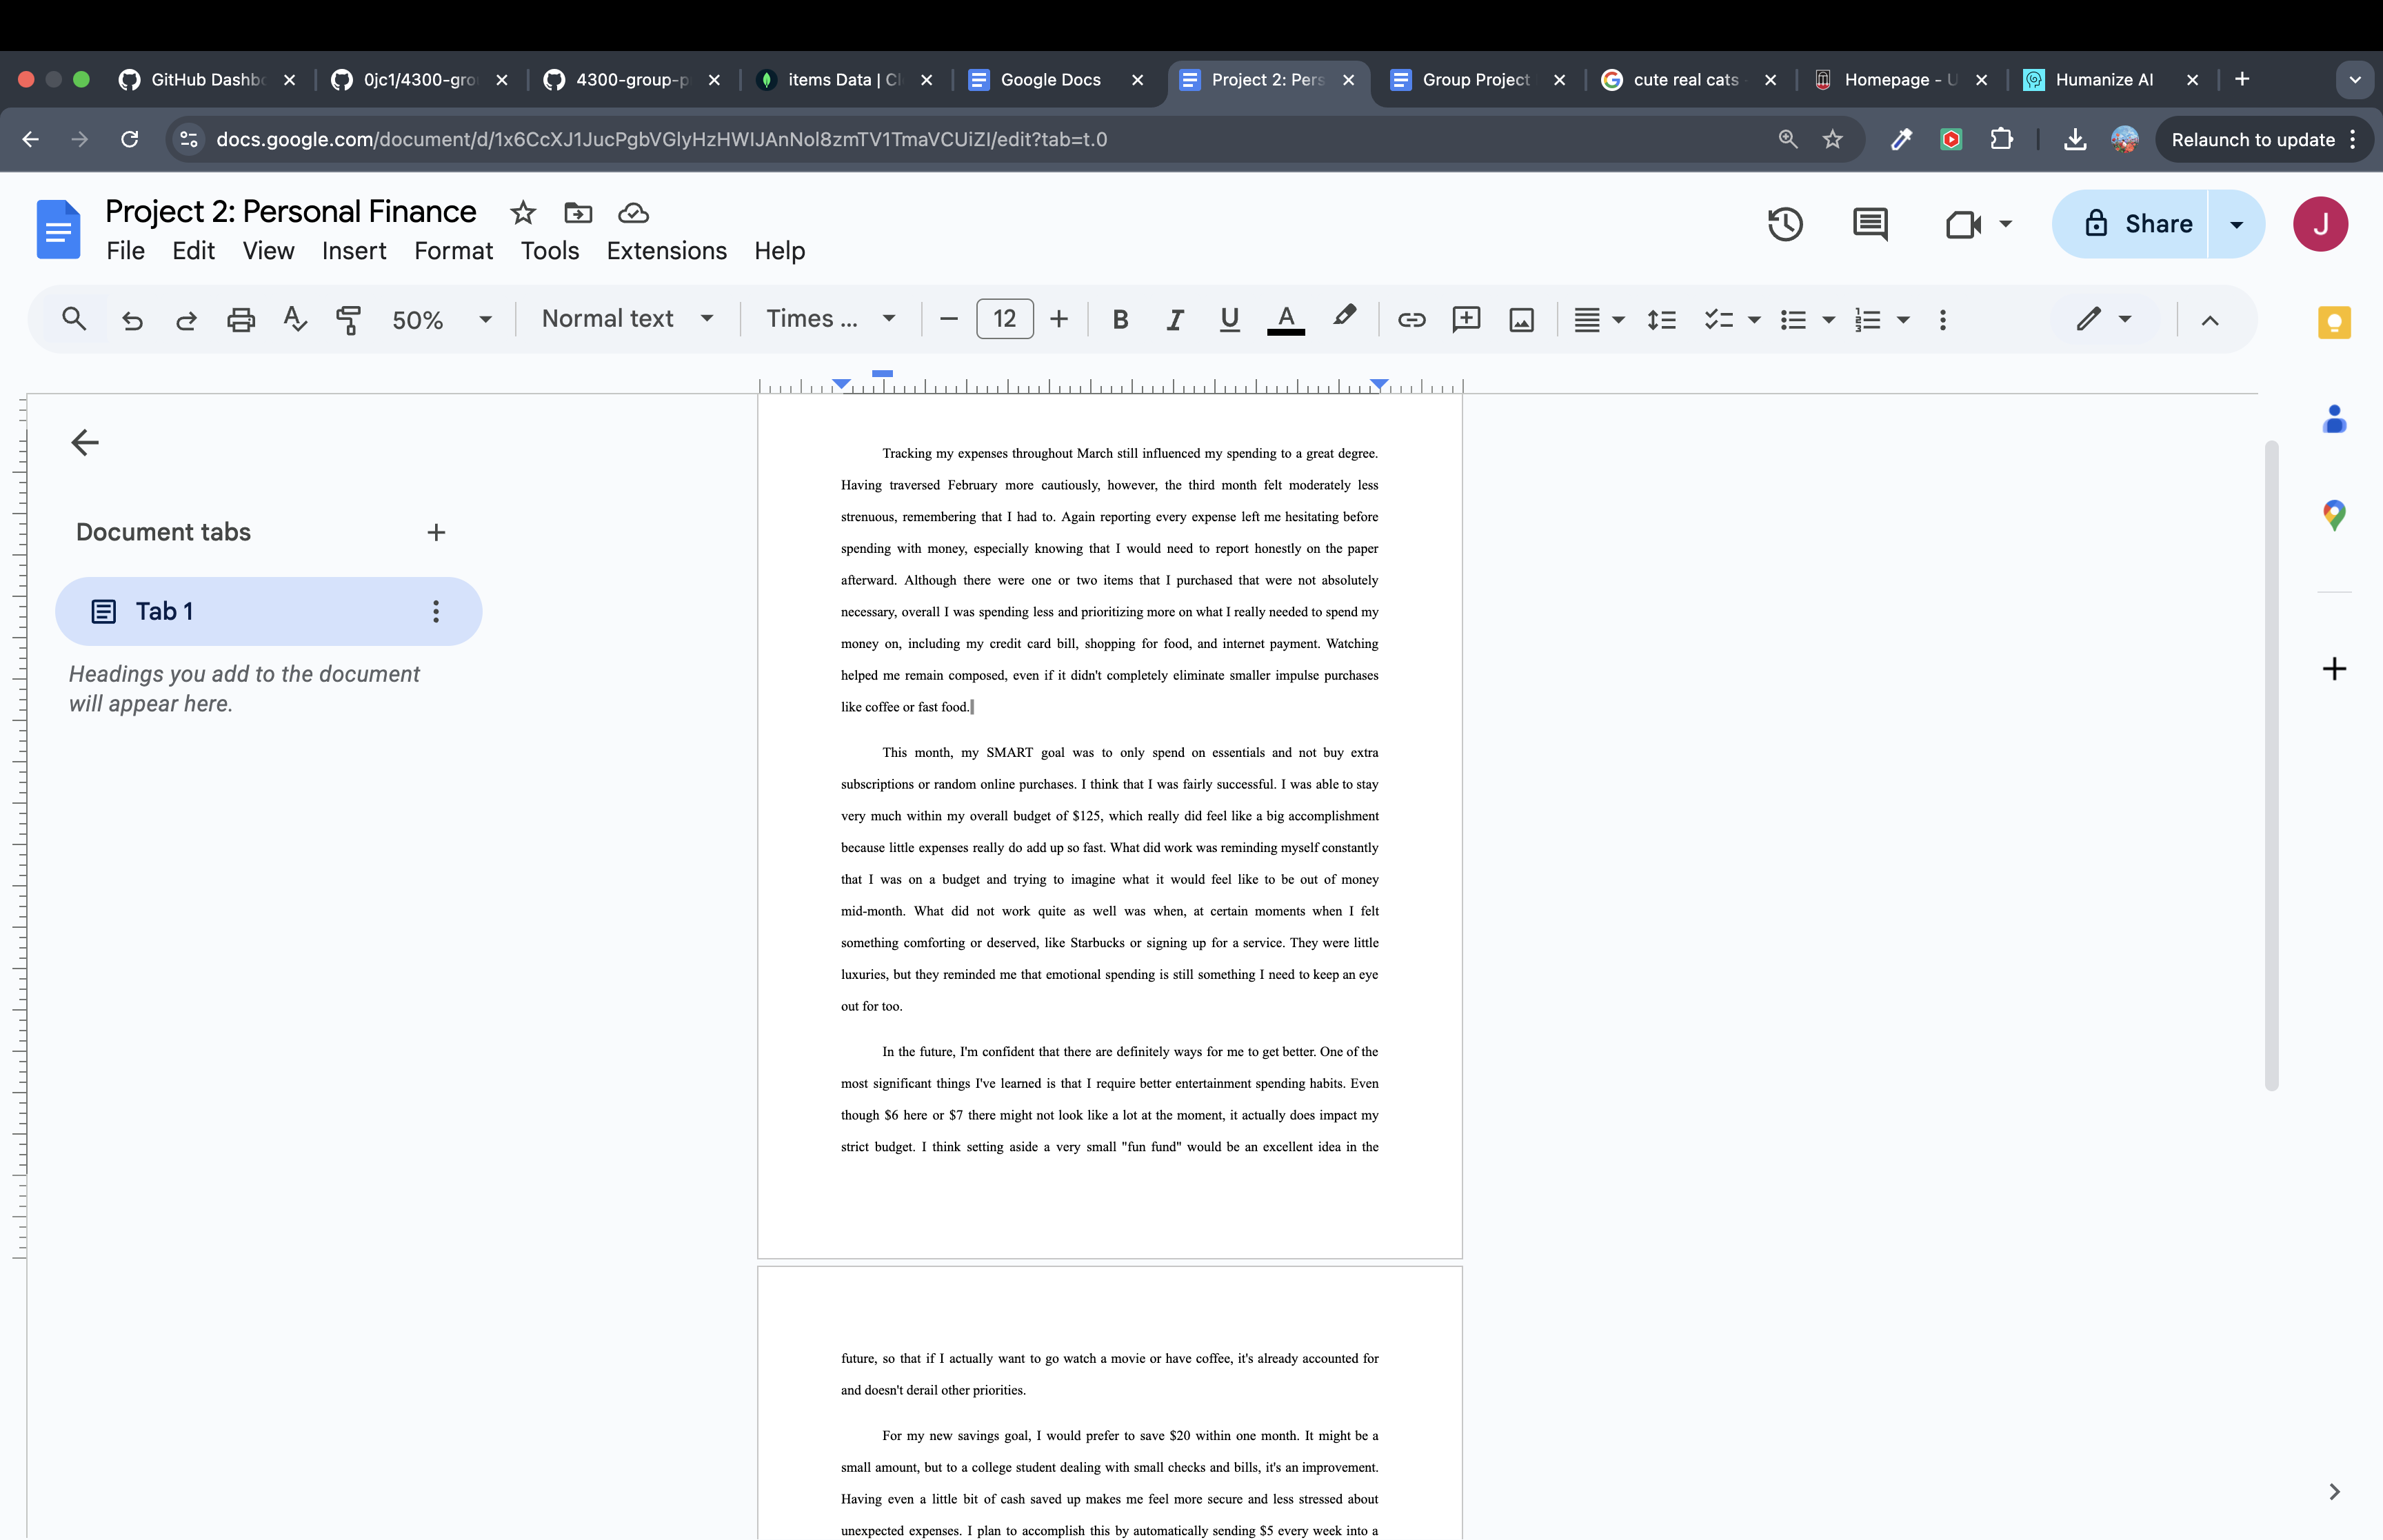 GitHub Dashbo
0jc1/4300-gro
4300-group-p
items Data | Cl
Google Docs
Project 2: Pers
Group Project
cute real cats
Homepage - U
Humanize AI
docs.google.com/document/d/1x6CcXJ1JucPgbVGlyHzHWIJAnNol8zmTV1TmaVCUiZI/edit?tab=t.0
Relaunch to update
Project 2: Personal Finance
File Edit View Insert Format Tools Extensions Help
Share
J
50%
Normal text
Times ...
12
B I U A
Document tabs
Tab 1
Headings you add to the document
will appear here.
Tracking my expenses throughout March still influenced my spending to a great degree.
Having traversed February more cautiously, however, the third month felt moderately less
strenuous, remembering that I had to. Again reporting every expense left me hesitating before
spending with money, especially knowing that I would need to report honestly on the paper
afterward. Although there were one or two items that I purchased that were not absolutely
necessary, overall I was spending less and prioritizing more on what I really needed to spend my
money on, including my credit card bill, shopping for food, and internet payment. Watching
helped me remain composed, even if it didn't completely eliminate smaller impulse purchases
like coffee or fast food.
This month, my SMART goal was to only spend on essentials and not buy extra
subscriptions or random online purchases. I think that I was fairly successful. I was able to stay
very much within my overall budget of $125, which really did feel like a big accomplishment
because little expenses really do add up so fast. What did work was reminding myself constantly
that I was on a budget and trying to imagine what it would feel like to be out of money
mid-month. What did not work quite as well was when, at certain moments when I felt
something comforting or deserved, like Starbucks or signing up for a service. They were little
luxuries, but they reminded me that emotional spending is still something I need to keep an eye
out for too.
In the future, I'm confident that there are definitely ways for me to get better. One of the
most significant things I've learned is that I require better entertainment spending habits. Even
though $6 here or $7 there might not look like a lot at the moment, it actually does impact my
strict budget. I think setting aside a very small "fun fund" would be an excellent idea in the
future, so that if I actually want to go watch a movie or have coffee, it's already accounted for
and doesn't derail other priorities.
For my new savings goal, I would prefer to save $20 within one month. It might be a
small amount, but to a college student dealing with small checks and bills, it's an improvement.
Having even a little bit of cash saved up makes me feel more secure and less stressed about
unexpected expenses. I plan to accomplish this by automatically sending $5 every week into a